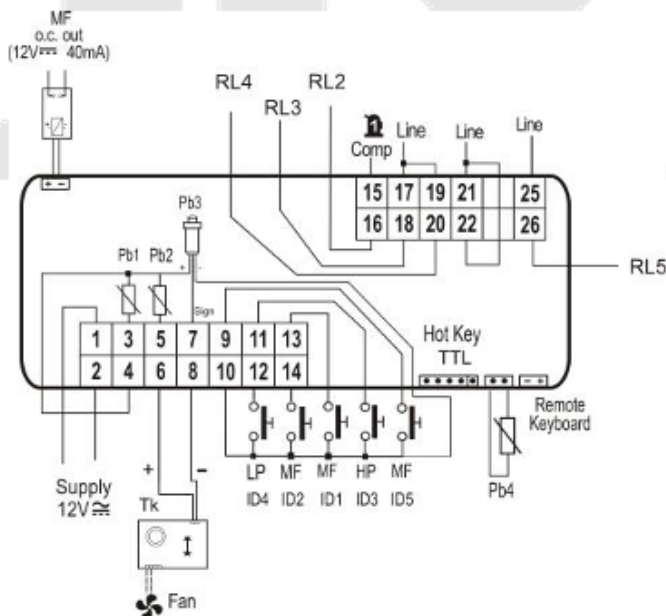 MF
o.c. out
(12V⎓ 40mA)
RL4
RL3
RL2
Comp
Line
Line
Line
15 17 19 21 25
16 18 20 22 26
RL5
Pb3
Pb1 Pb2
+ -
+ -
Sign
1 3 5 7 9 11 13
2 4 6 8 10 12 14
Hot Key
TTL
- +
Remote
Keyboard
Pb4
+ -
Supply
12V
Tk
LP MF MF HP MF
ID4 ID2 ID1 ID3 ID5
Fan